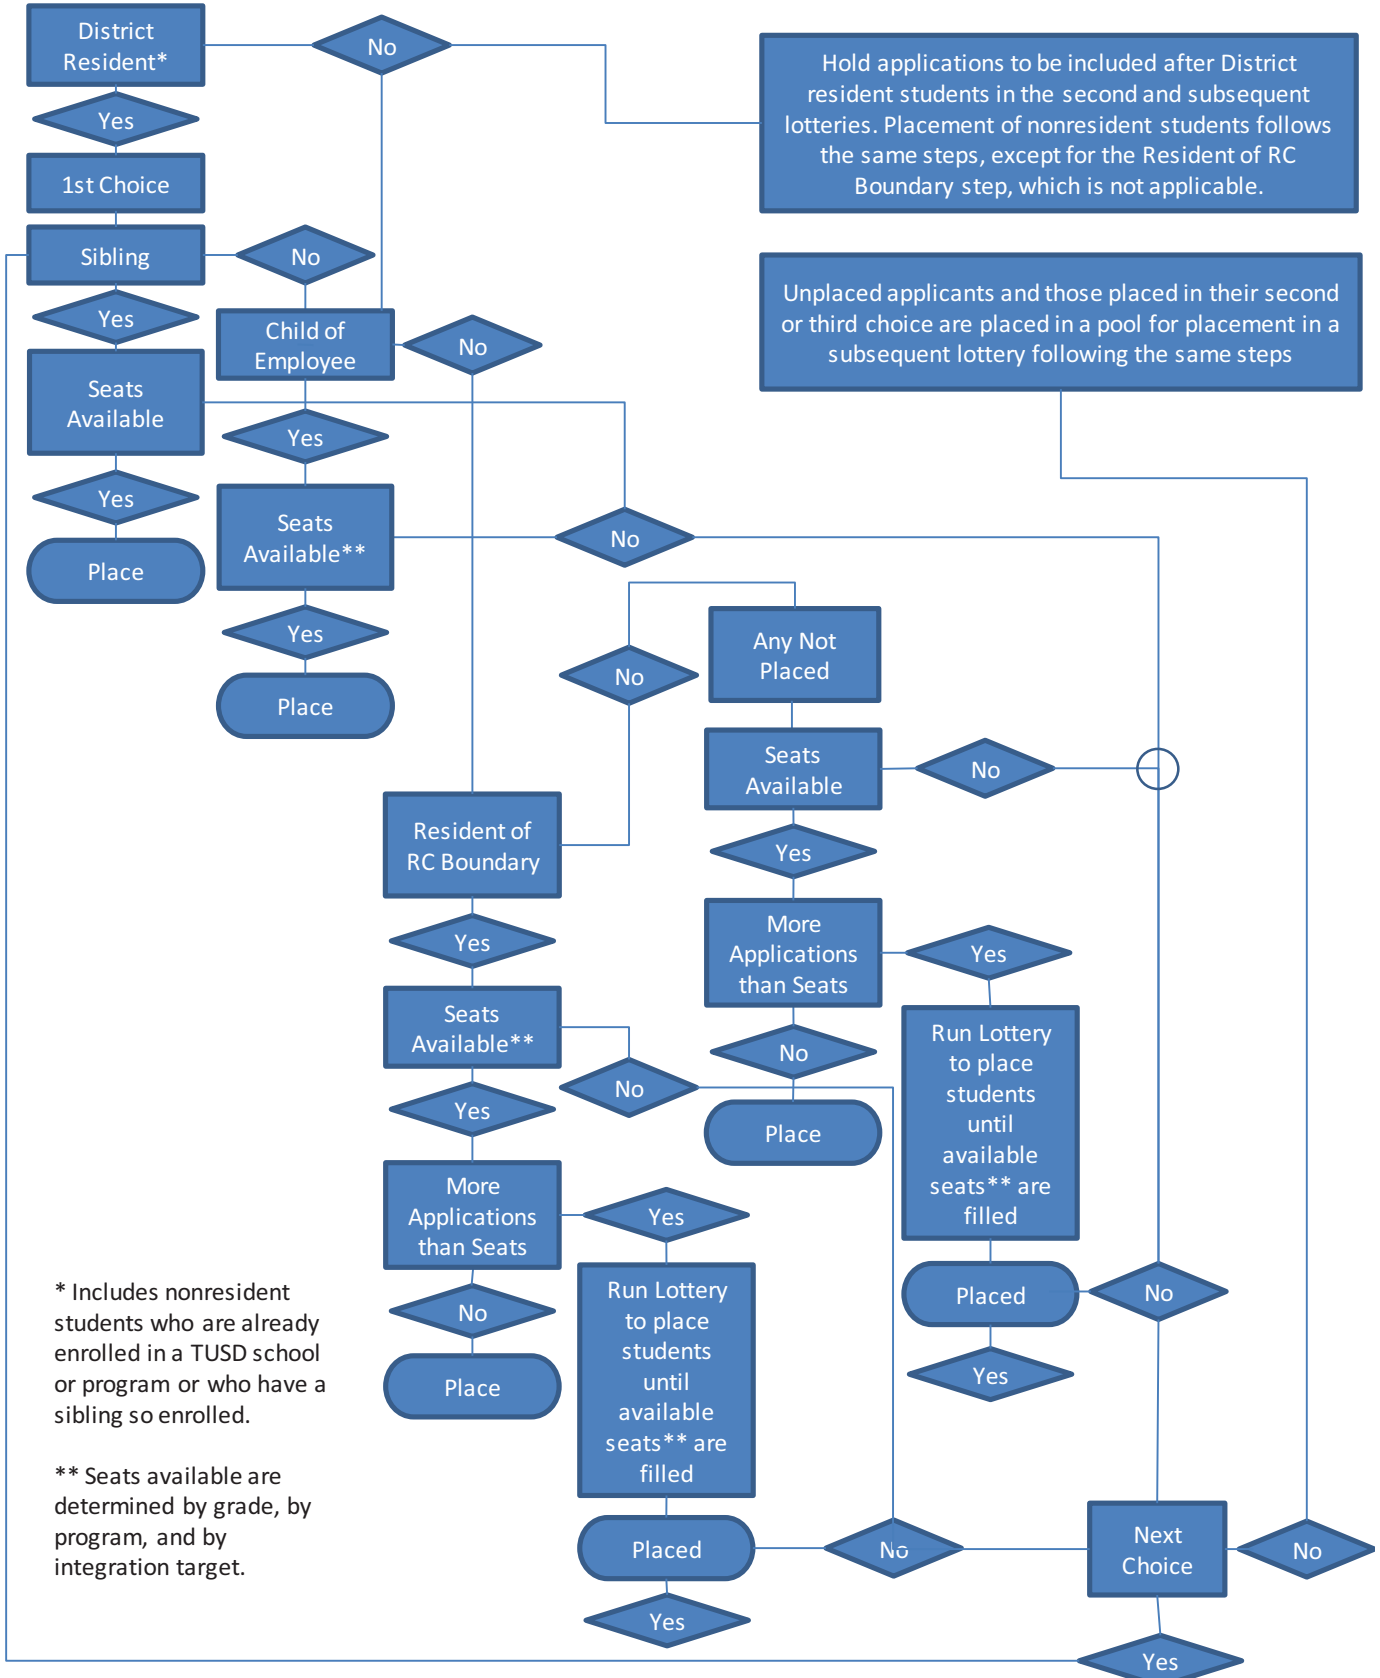 District
Resident*
No
Hold applications to be included after District
resident students in the second and subsequent
lotteries. Placement of nonresident students follows
the same steps, except for the Resident of RC
Boundary step, which is not applicable.
Yes
1st Choice
Sibling
No
Unplaced applicants and those placed in their second
or third choice are placed in a pool for placement in a
subsequent lottery following the same steps
Yes
Child of
Employee
No
Seats
Available
Yes
Yes
Seats
Available**
No
Place
Yes
Place
No
Any Not
Placed
Seats
Available
No
Resident of
RC Boundary
Yes
Yes
More
Applications
than Seats
Yes
Seats
Available**
No
Yes
No
Place
Run Lottery
to place
students
until
available
seats** are
filled
More
Applications
than Seats
Yes
No
Place
Run Lottery
to place
students
until
available
seats** are
filled
Placed
No
Yes
* Includes nonresident
students who are already
enrolled in a TUSD school
or program or who have a
sibling so enrolled.
** Seats available are
determined by grade, by
program, and by
integration target.
Placed
No
Next
Choice
No
Yes
Yes